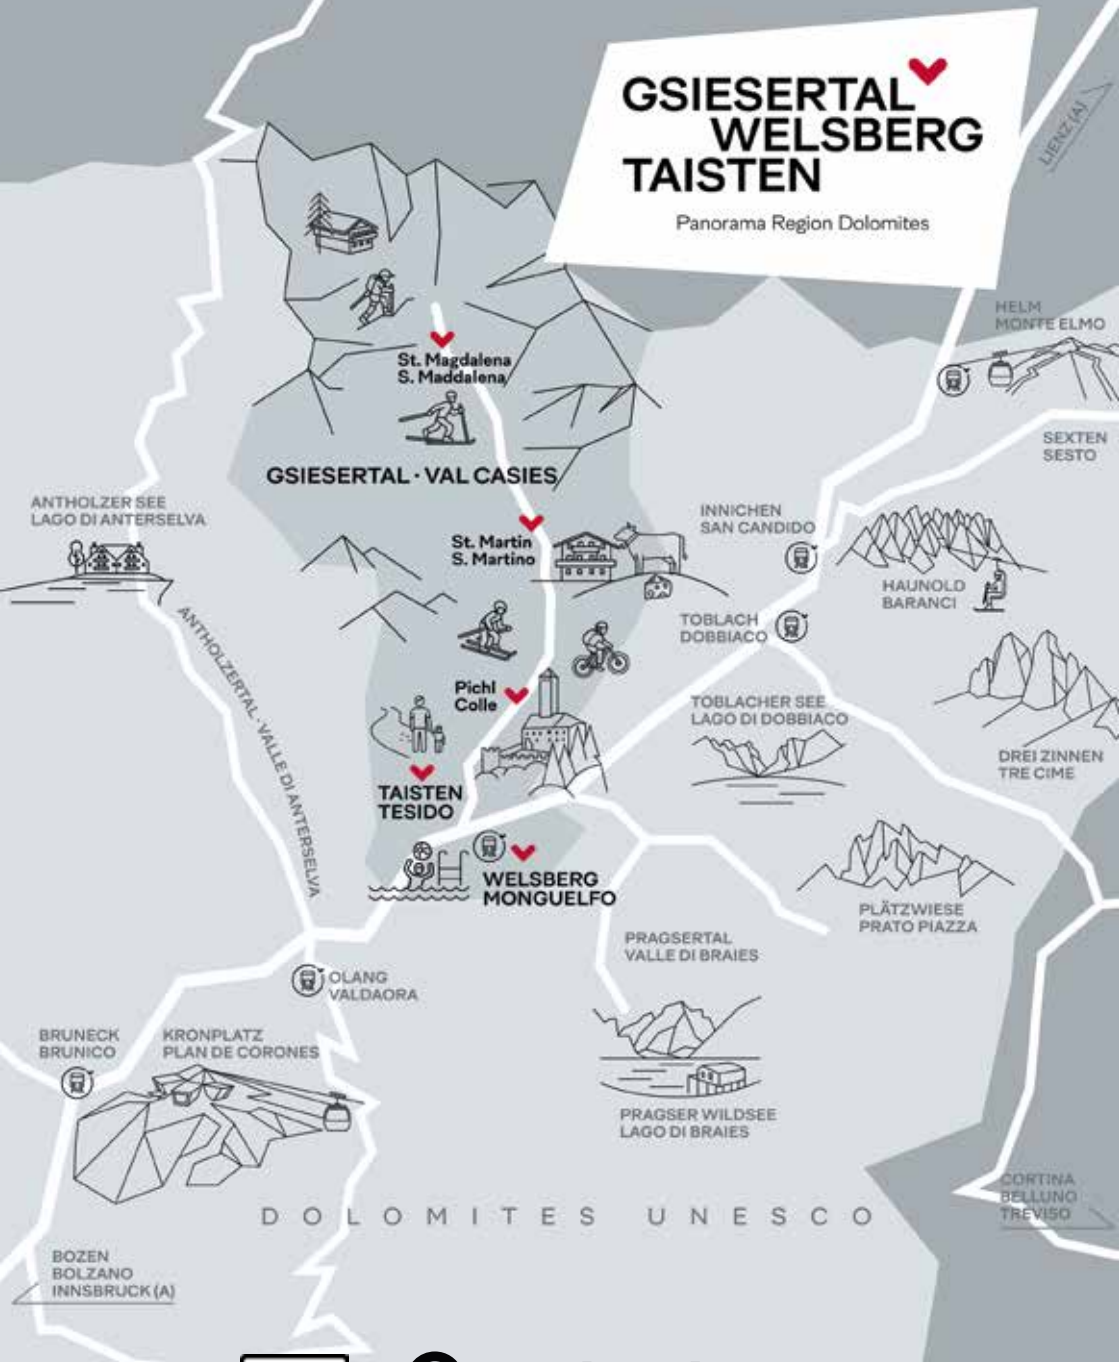 GSIESERTAL
WELSBERG
TAISTEN
Panorama Region Dolomites
LIENZ (A)
HELM
MONTE ELMO
St. Magdalena
S. Maddalena
SEXTEN
SESTO
GSIESERTAL · VAL CASIES
ANTHOLZER SEE
LAGO DI ANTERSELVA
INNICHEN
SAN CANDIDO
St. Martin
S. Martino
HAUNOLD
BARANCI
TOBLACH
DOBBIACO
ANTHOLZERTAL · VALLE DI ANTERSELVA
Pichl
Colle
TOBLACHER SEE
LAGO DI DOBBIACO
DREI ZINNEN
TRE CIME
TAISTEN
TESIDO
WELSBERG
MONGUELFO
PLÄTZWIESE
PRATO PIAZZA
PRAGSERTAL
VALLE DI BRAIES
OLANG
VALDAORA
BRUNECK
BRUNICO
KRONPLATZ
PLAN DE CORONES
PRAGSER WILDSEE
LAGO DI BRAIES
CORTINA
BELLUNO
TREVISO
DOLOMITES UNESCO
BOZEN
BOLZANO
INNSBRUCK (A)